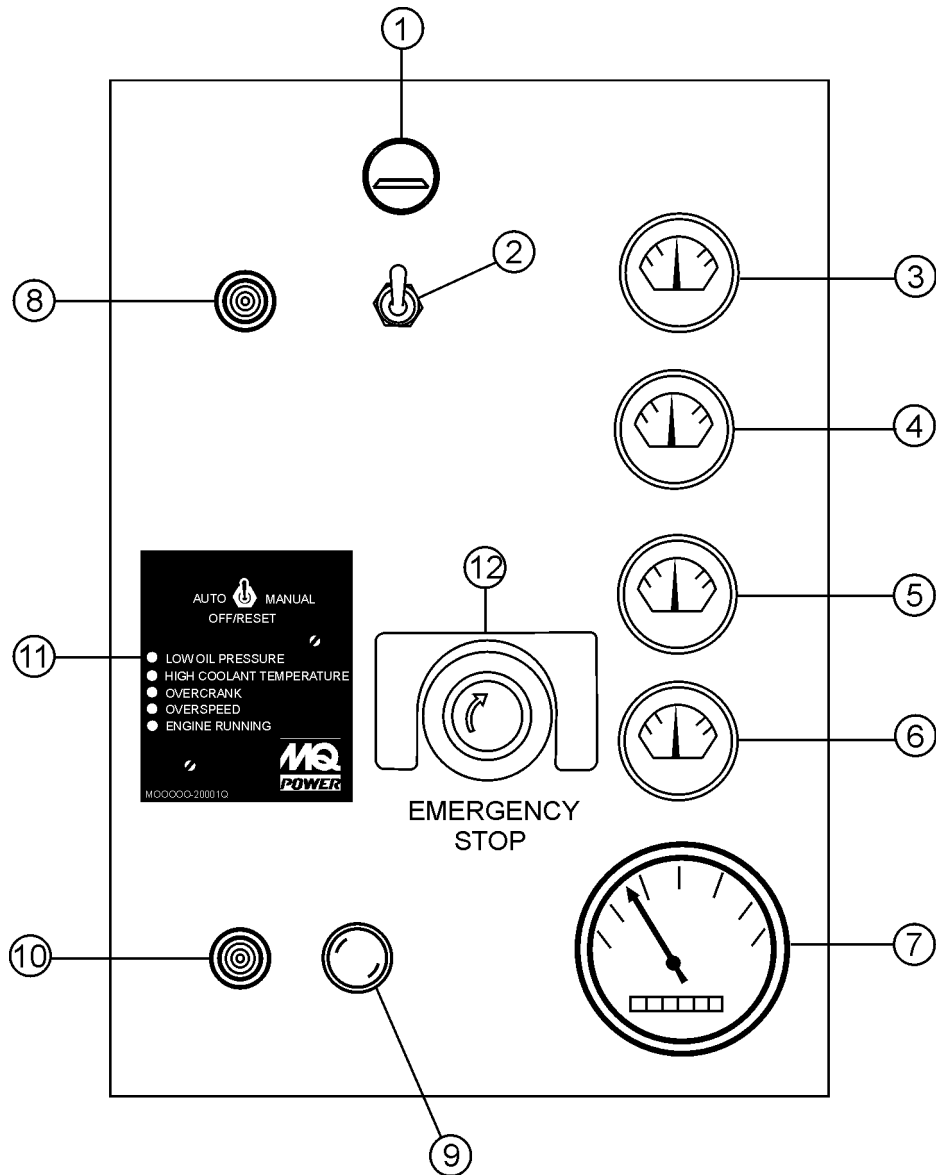 1
2
3
8
4
AUTO MANUAL
OFF/RESET
11
LOW OIL PRESSURE
HIGH COOLANT TEMPERATURE
OVERCRANK
OVERSPEED
ENGINE RUNNING
MQ
POWER
MOOOOO-20001Q
12
EMERGENCY
STOP
5
6
10
7
9